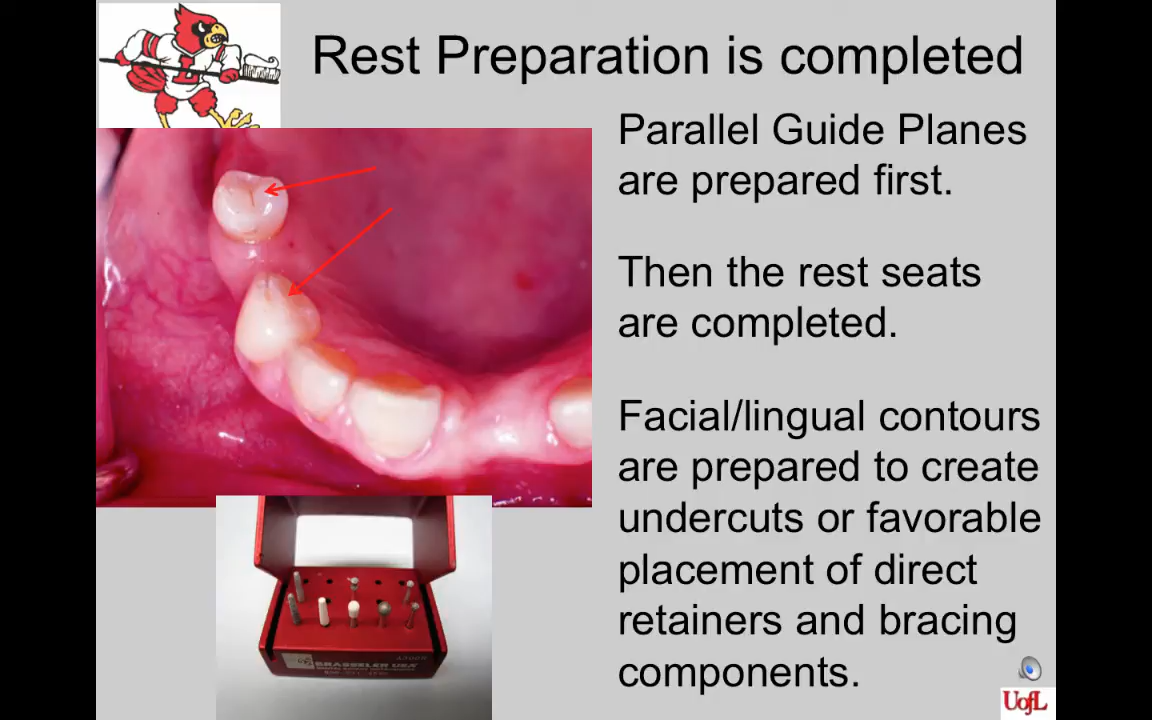 Rest Preparation is completed
Parallel Guide Planes
are prepared first.
Then the rest seats
are completed.
Facial/lingual contours
are prepared to create
undercuts or favorable
placement of direct
retainers and bracing
components.
BRASSELER USA
UofL